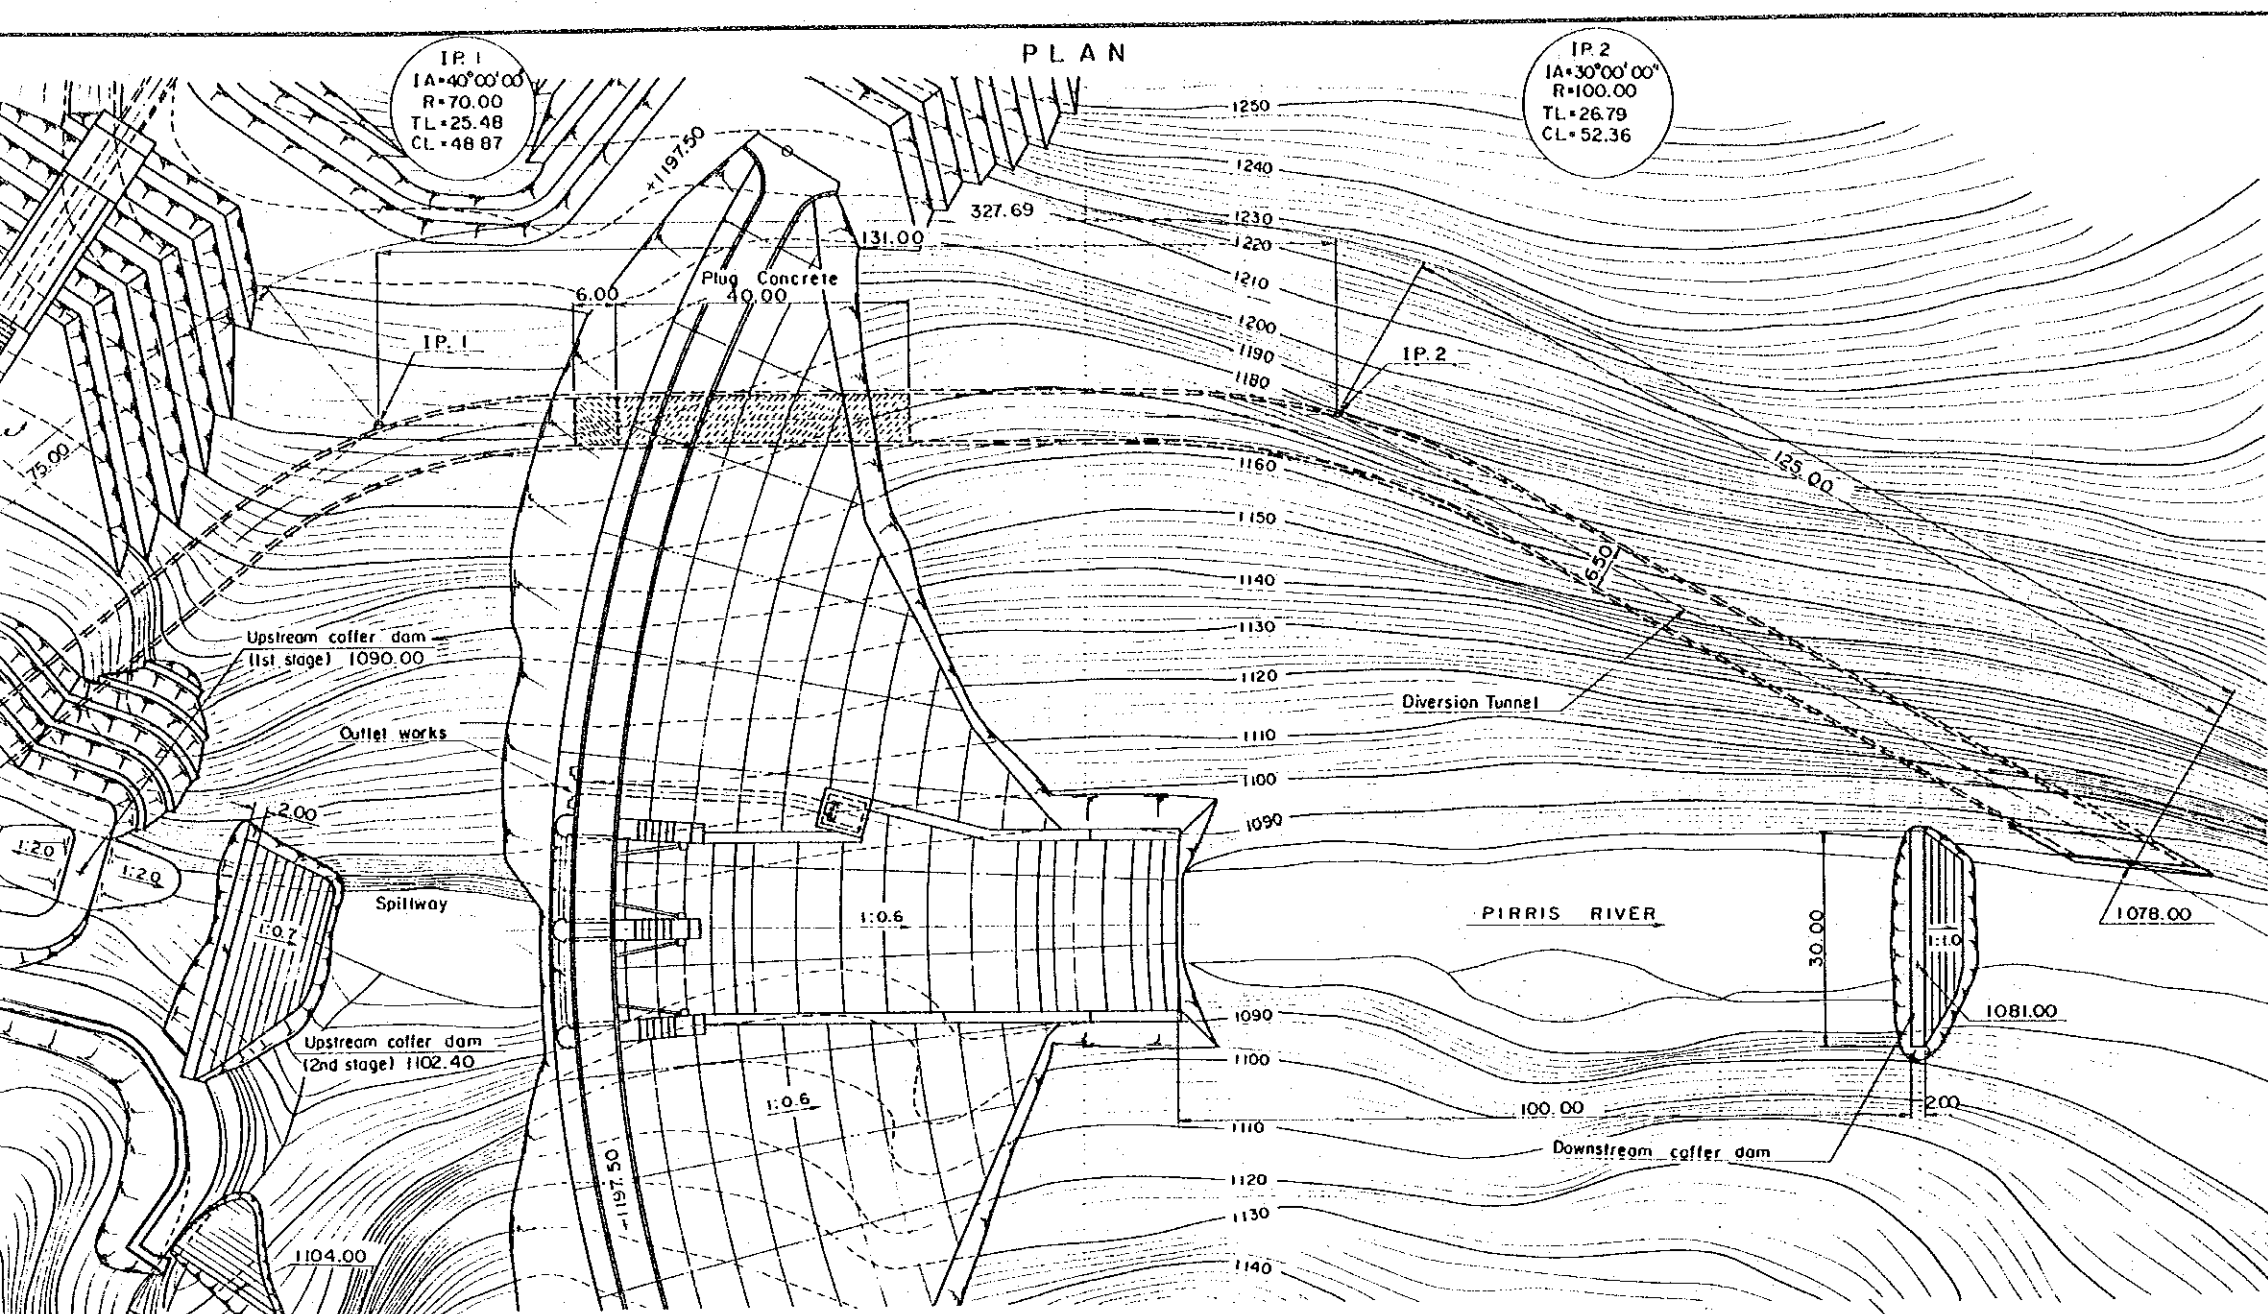 PLAN
I.P. 1
IA=40°00'00"
R=70.00
TL=25.48
CL=48.87
I.P. 2
IA=30°00'00"
R=100.00
TL=26.79
CL=52.36
+1197.50
1250
1240
1230
1220
1210
1200
1190
1180
1160
1150
1140
1130
1120
1110
1100
1090
327.69
131.00
Plug Concrete
6.00
40.00
I.P. 1
I.P. 2
75.00
125.00
6.50
Upstream coffer dam
(1st stage) 1090.00
Diversion Tunnel
Outlet works
2.00
1:2.0
1:2.0
Spillway
1:0.7
1:0.6
PIRRIS RIVER
30.00
1:1.0
1078.00
1081.00
Upstream coffer dam
(2nd stage) 1102.40
1:0.6
1090
1100
1110
1120
1130
1140
100.00
2.00
Downstream coffer dam
1197.50
1104.00